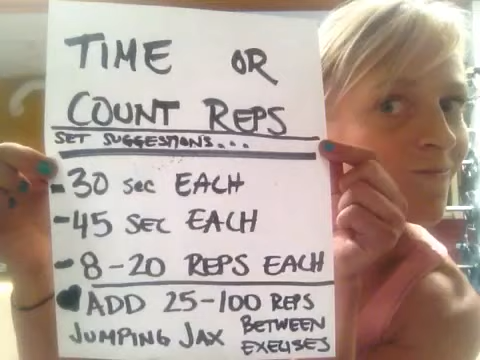 TIME OR
COUNT REPS
SET SUGGESTIONS...
-30 SEC EACH
-45 SEC EACH
-8-20 REPS EACH
ADD 25-100 REPS
JUMPING JAX BETWEEN
EXELISES